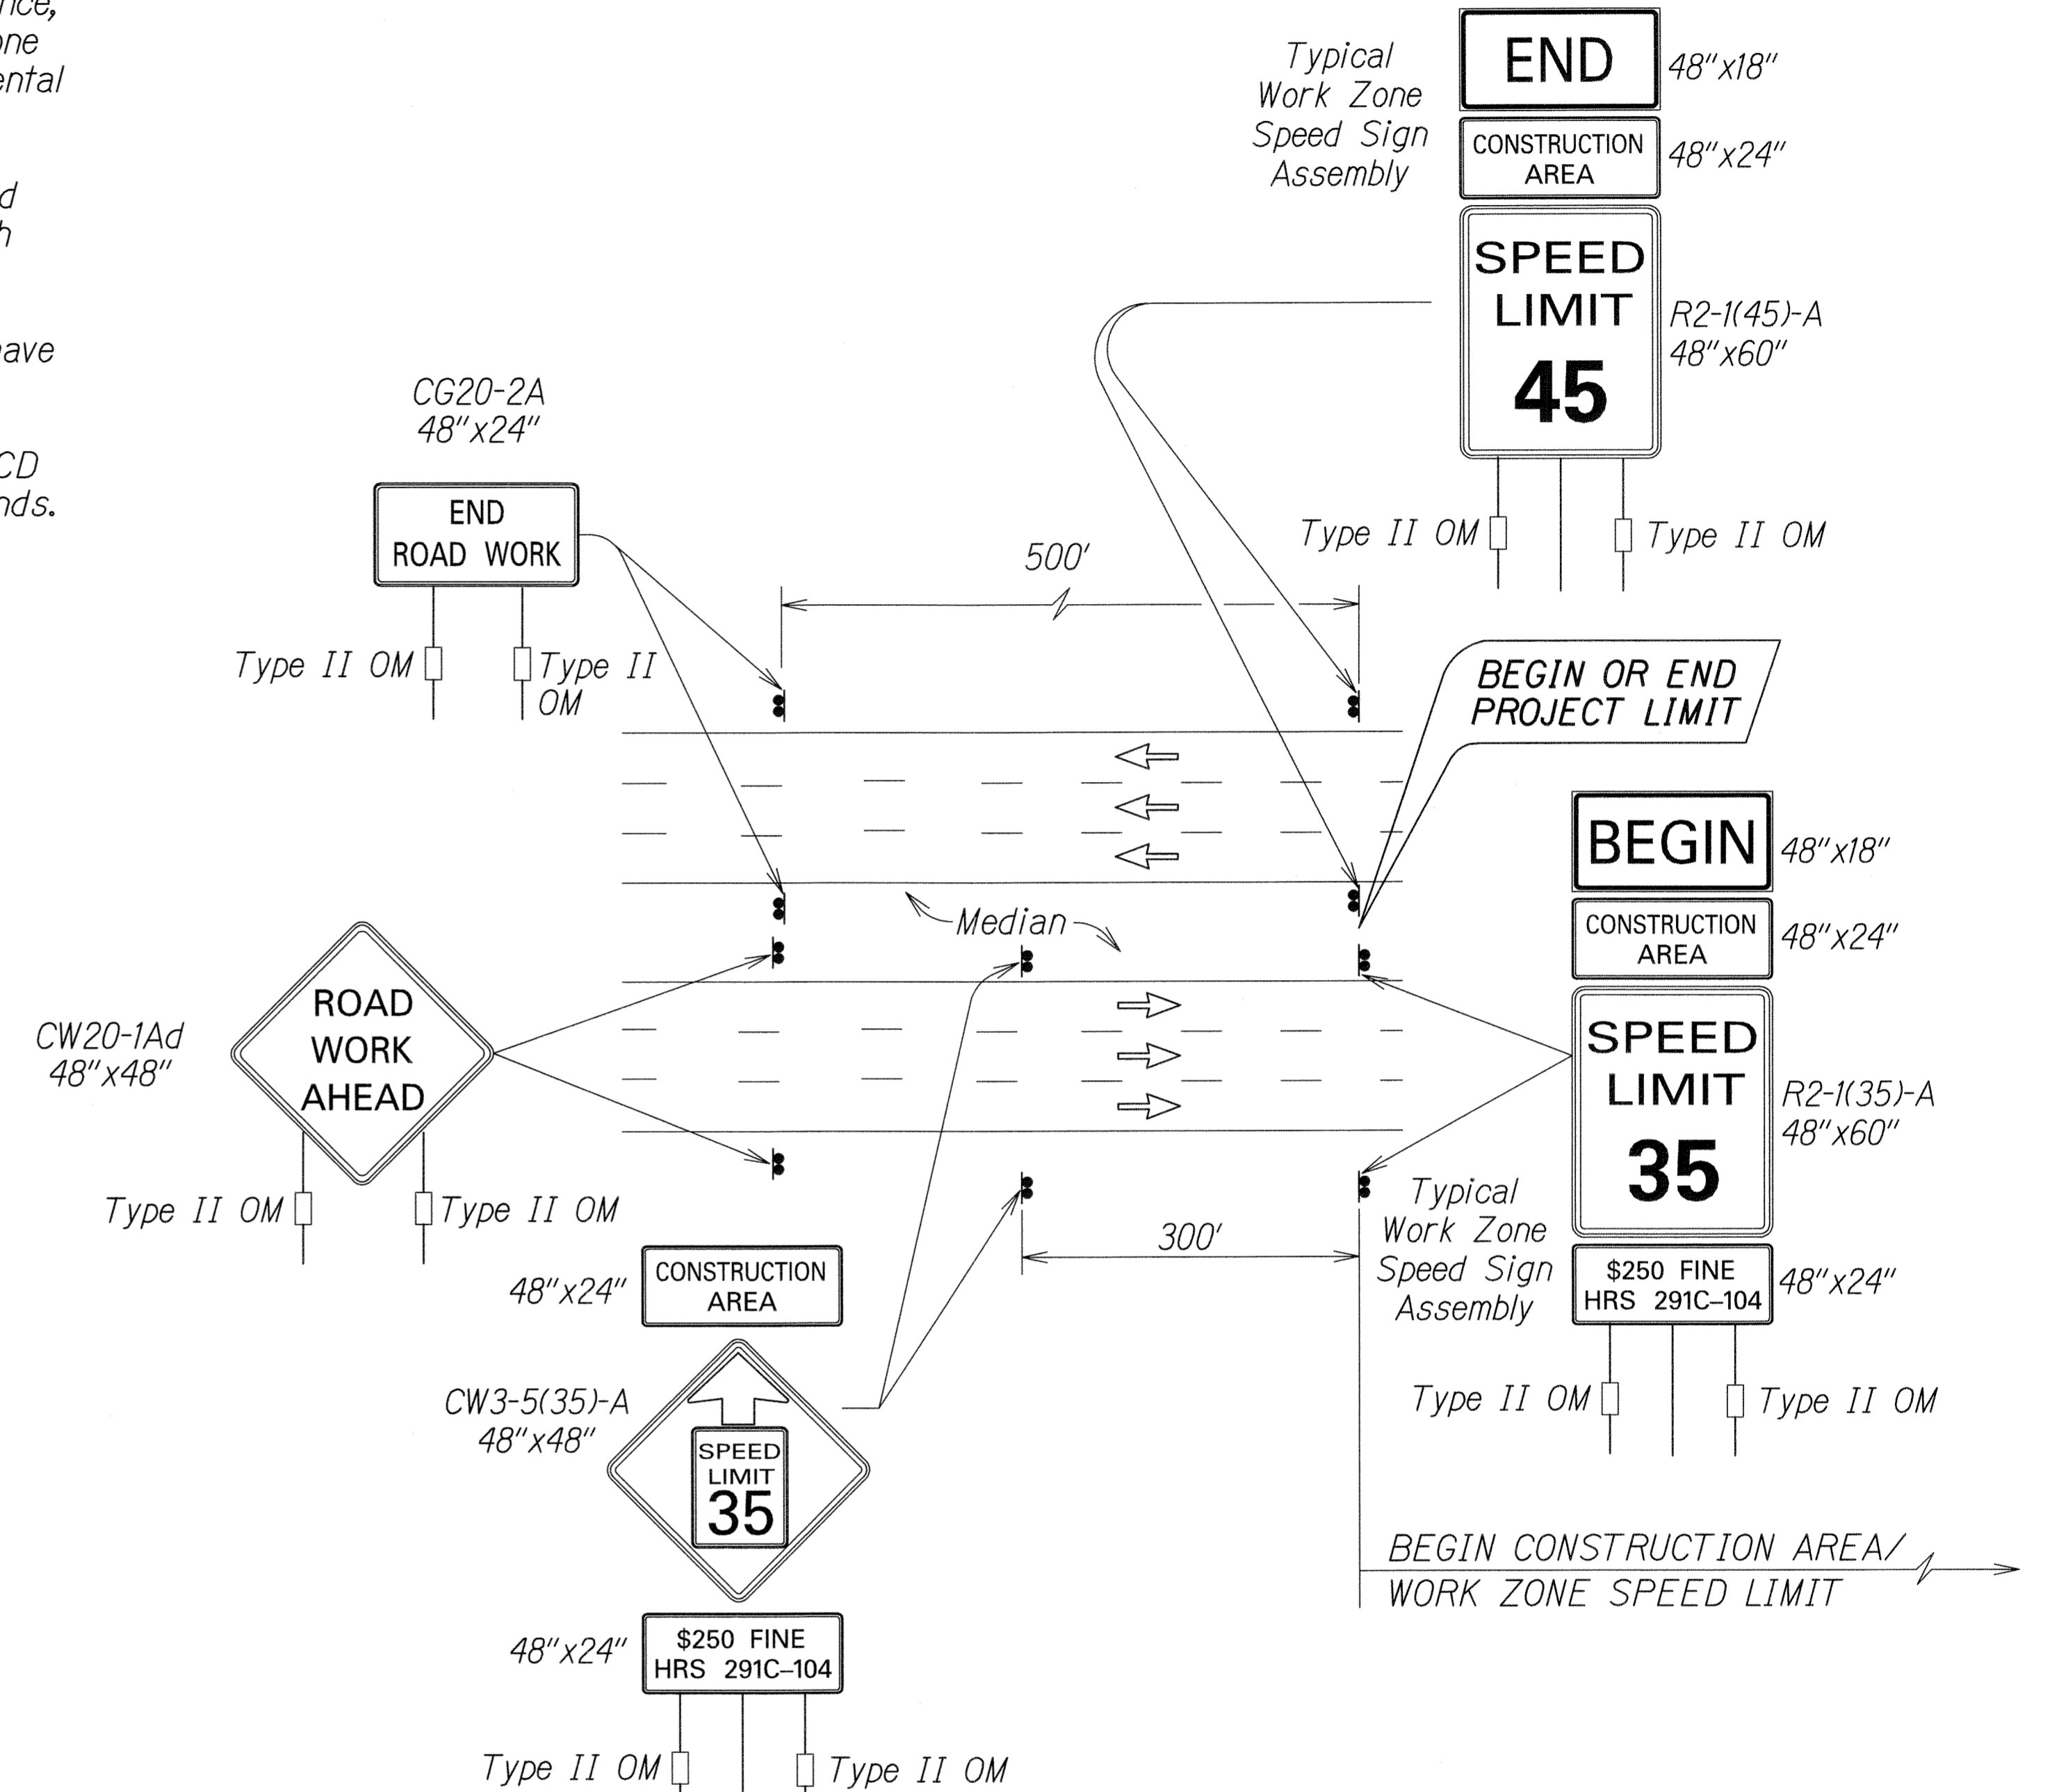 END
48"x18"
Typical
Work Zone
Speed Sign
Assembly
CONSTRUCTION
AREA
48"x24"
SPEED
LIMIT
45
R2-1(45)-A
48"x60"
Type II OM
Type II OM
have
CG20-2A
48"x24"
END
ROAD WORK
Type II OM
Type II
OM
500'
BEGIN OR END
PROJECT LIMIT
Median
BEGIN
48"x18"
CONSTRUCTION
AREA
48"x24"
SPEED
LIMIT
35
R2-1(35)-A
48"x60"
$250 FINE
HRS 291C–104
48"x24"
Typical
Work Zone
Speed Sign
Assembly
Type II OM
Type II OM
CW20-1Ad
48"x48"
ROAD
WORK
AHEAD
Type II OM
Type II OM
300'
48"x24"
CONSTRUCTION
AREA
CW3-5(35)-A
48"x48"
SPEED
LIMIT
35
48"x24"
$250 FINE
HRS 291C–104
Type II OM
Type II OM
BEGIN CONSTRUCTION AREA/
WORK ZONE SPEED LIMIT